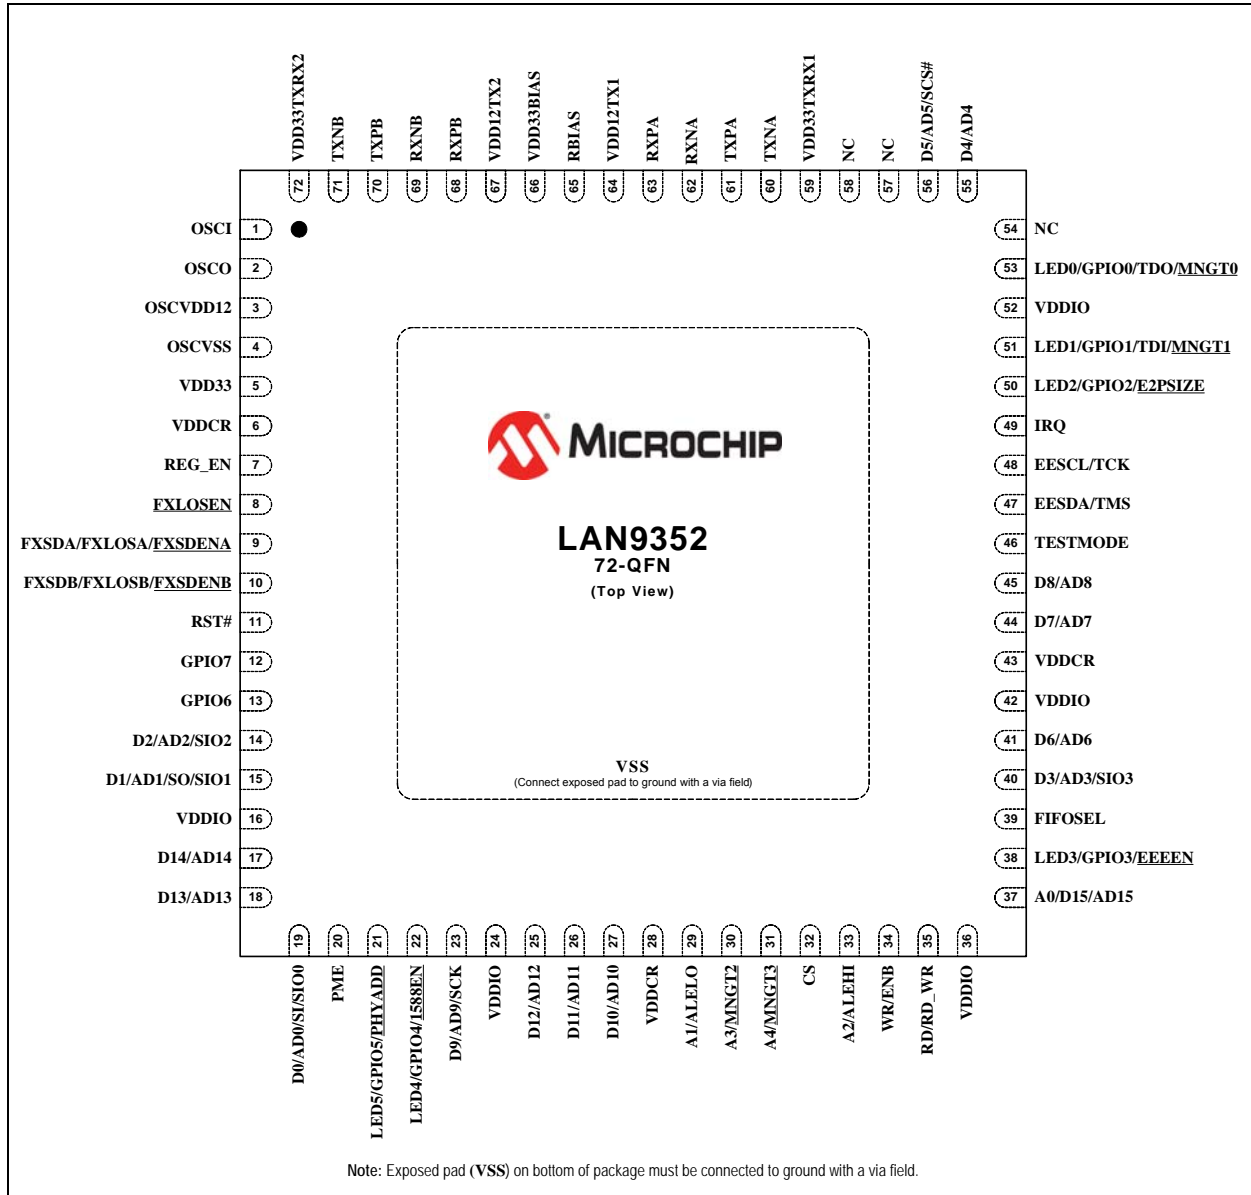 VDD33TXRX2
TXNB
TXPB
RXNB
RXPB
VDD12TX2
VDD33BIAS
RBIAS
VDD12TX1
RXPA
RXNA
TXPA
TXNA
VDD33TXRX1
NC
NC
D5/AD5/SCS#
D4/AD4
72 71 70 69 68 67 66 65 64 63 62 61 60 59 58 57 56 55
OSCI 1
OSCO 2
OSCVDD12 3
OSCVSS 4
VDD33 5
VDDCR 6
REG_EN 7
FXLOSEN 8
FXSDA/FXLOSA/FXSDENA 9
FXSDB/FXLOSB/FXSDENB 10
RST# 11
GPIO7 12
GPIO6 13
D2/AD2/SIO2 14
D1/AD1/SO/SIO1 15
VDDIO 16
D14/AD14 17
D13/AD13 18
MICROCHIP
LAN9352
72-QFN
(Top View)
VSS
(Connect exposed pad to ground with a via field)
54 NC
53 LED0/GPIO0/TDO/MNGT0
52 VDDIO
51 LED1/GPIO1/TDI/MNGT1
50 LED2/GPIO2/E2PSIZE
49 IRQ
48 EESCL/TCK
47 EESDA/TMS
46 TESTMODE
45 D8/AD8
44 D7/AD7
43 VDDCR
42 VDDIO
41 D6/AD6
40 D3/AD3/SIO3
39 FIFOSEL
38 LED3/GPIO3/EEEEN
37 A0/D15/AD15
19 20 21 22 23 24 25 26 27 28 29 30 31 32 33 34 35 36
D0/AD0/SI/SIO0
PME
LED5/GPIO5/PHYADD
LED4/GPIO4/1588EN
D9/AD9/SCK
VDDIO
D12/AD12
D11/AD11
D10/AD10
VDDCR
A1/ALELO
A3/MNGT2
A4/MNGT3
CS
A2/ALEHI
WR/ENB
RD/RD_WR
VDDIO
Note: Exposed pad (VSS) on bottom of package must be connected to ground with a via field.